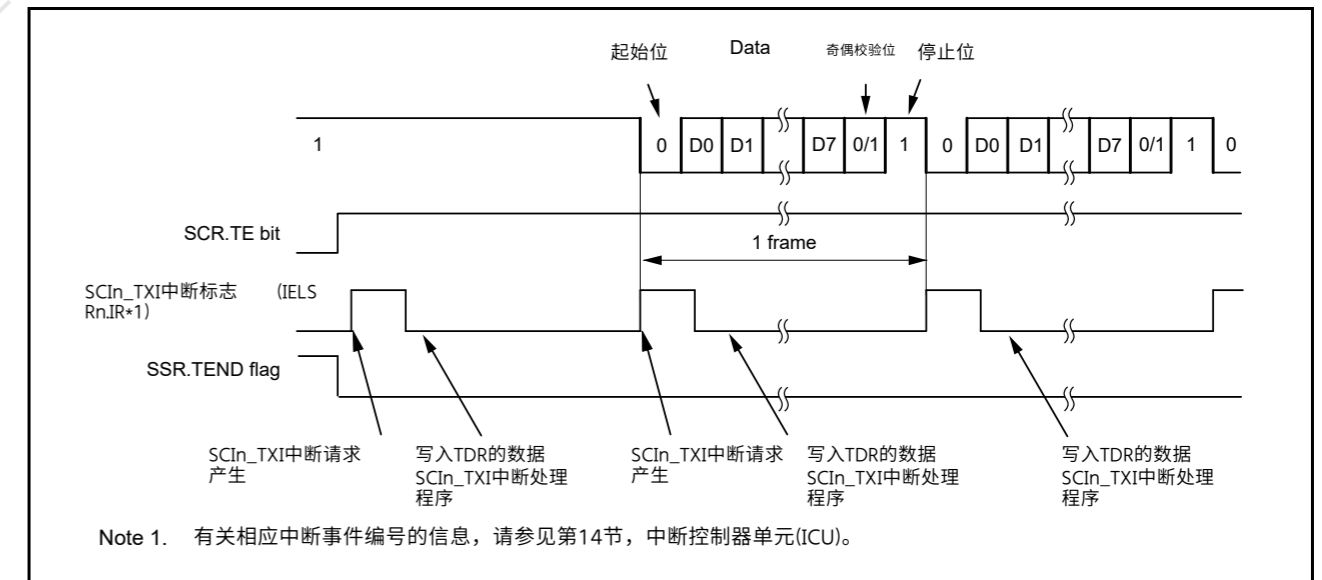 起始位 Data 奇偶校验位 停止位
1 0 D0 D1 D7 0/1 1 0 D0 D1 D7 0/1 1 0
SCR.TE bit
1 frame
SCIn_TXI中断标志 (IELS
Rn.IR*1)
SSR.TEND flag
SCIn_TXI中断请求
产生
写入TDR的数据
SCIn_TXI中断处理
程序
SCIn_TXI中断请求
产生
写入TDR的数据
SCIn_TXI中断处理
程序
写入TDR的数据
SCIn_TXI中断处理
程序
Note 1. 有关相应中断事件编号的信息，请参见第14节，中断控制器单元(ICU)。